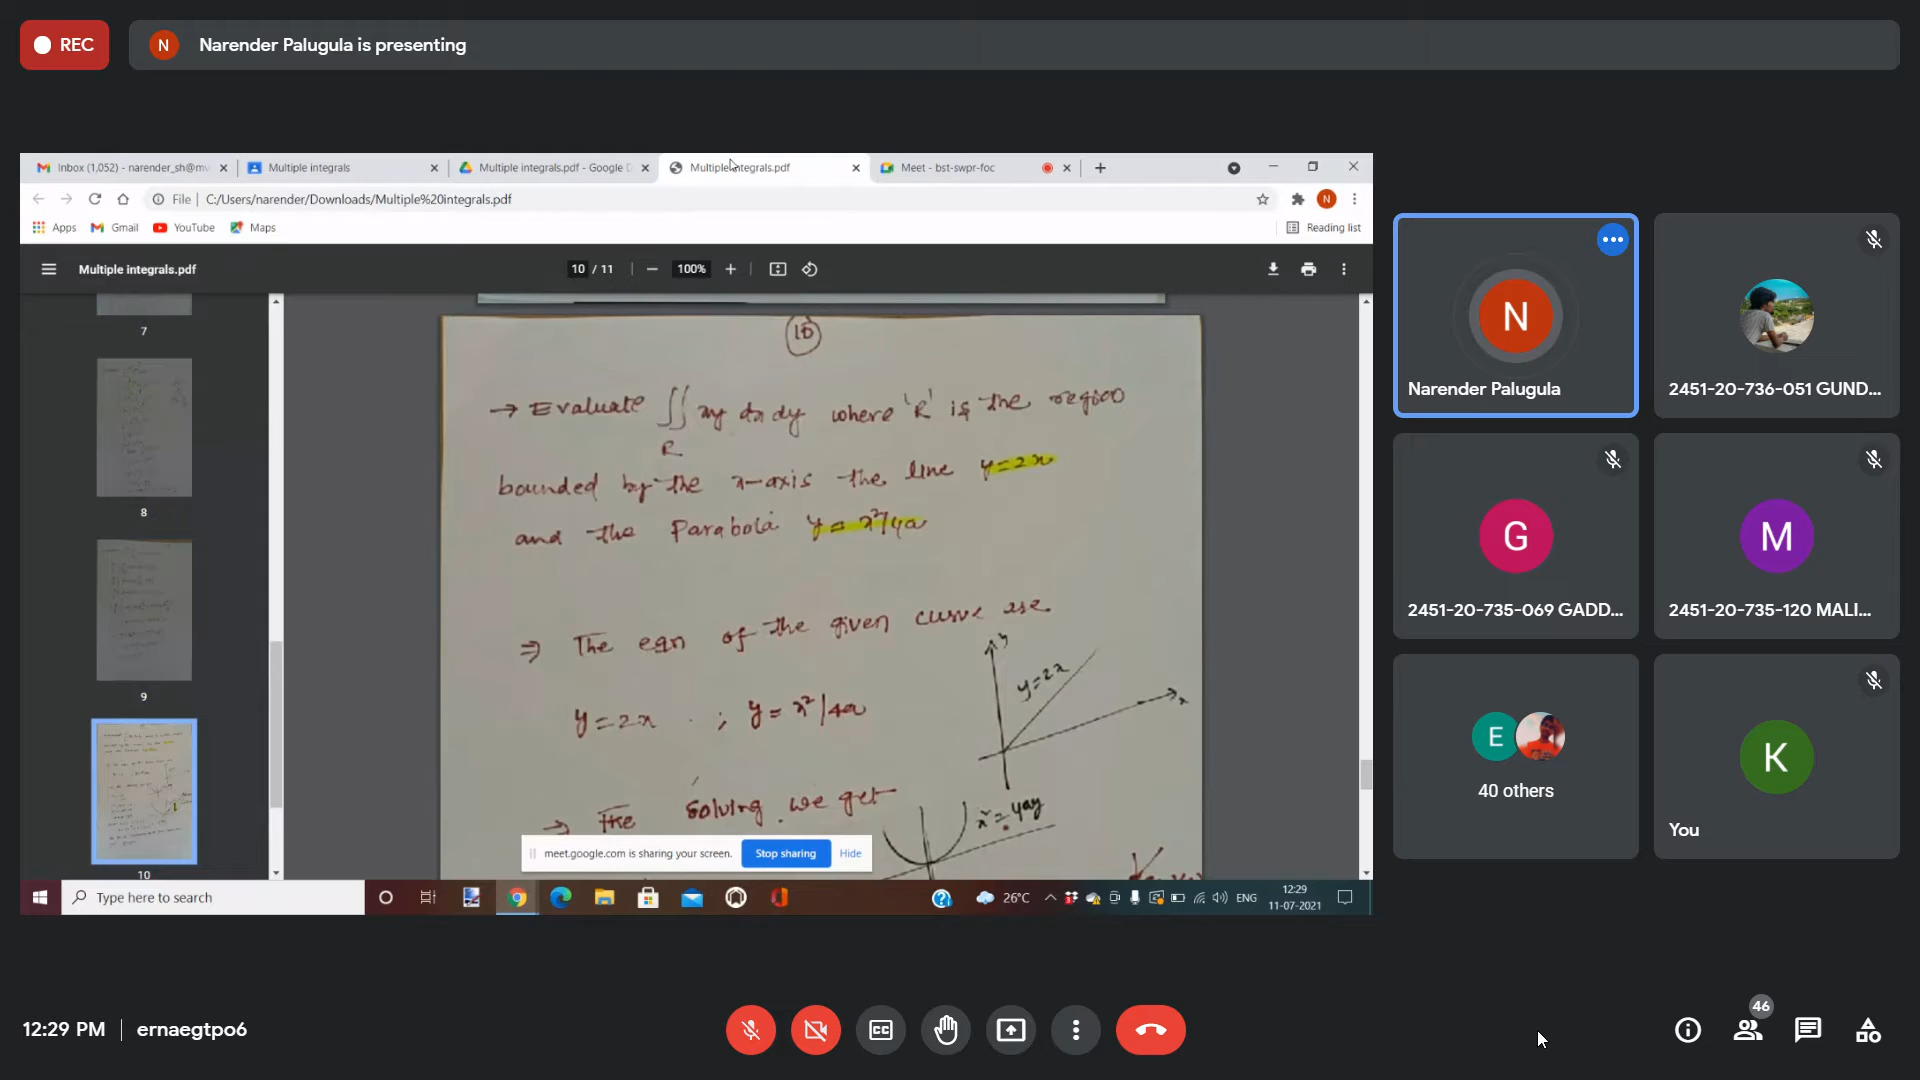 REC
N
Narender Palugula is presenting
Inbox (1,052) - narender_sh@mv
Multiple integrals
Multiple integrals.pdf - Google D
Multiple integrals.pdf
Meet - bst-swpr-foc
File | C:/Users/narender/Downloads/Multiple%20integrals.pdf
N
Apps
Gmail
YouTube
Maps
Reading list
Multiple integrals.pdf
10 / 11
100%
7
8
9
10
10
→ Evaluate ∬ xy dx dy where 'R' is the region
R
bounded by the x-axis the line y=2x
and the Parabola y = x²/4a
⇒ The eqn of the given curve are
y
y=2x
x
y=2x ; y = x²/4a
⇒ The solving we get
x² = 4ay
meet.google.com is sharing your screen.
Stop sharing
Hide
Type here to search
26°C
ENG
12:29
11-07-2021
N
Narender Palugula
2451-20-736-051 GUND...
G
2451-20-735-069 GADD...
M
2451-20-735-120 MALI...
E
40 others
K
You
12:29 PM | ernaegtpo6
CC
46